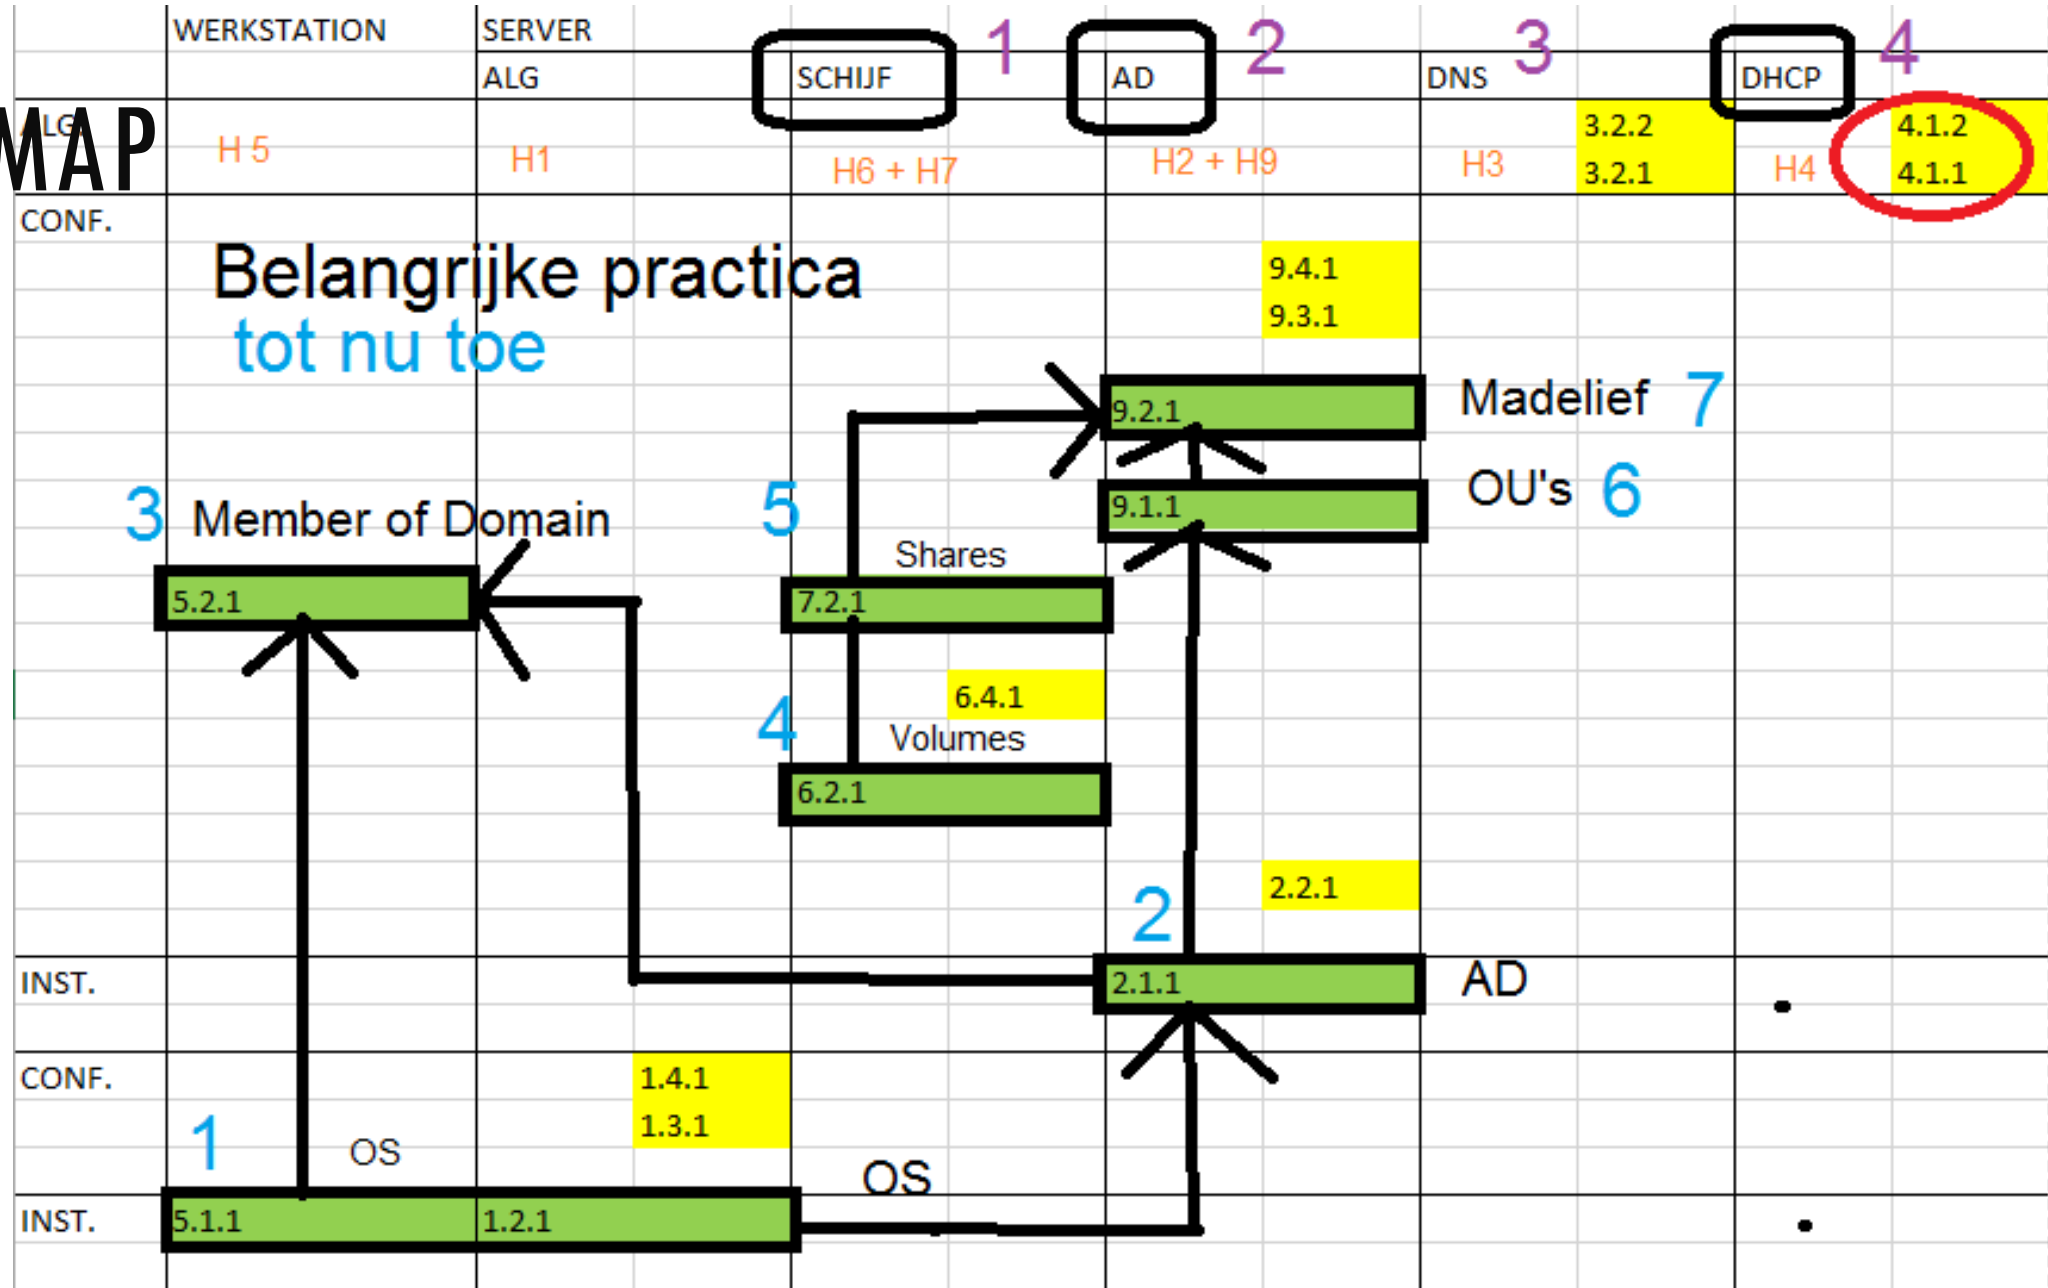 WERKSTATION SERVER 1 2 3 4
ALG SCHIJF AD DNS DHCP
ALG 3.2.2 4.1.2
MAP
H 5 H1 H6 + H7 H2 + H9 H3 3.2.1 H4 4.1.1
CONF.
Belangrijke practica 9.4.1
tot nu toe 9.3.1
9.2.1 Madelief 7
3 Member of Domain 5 9.1.1 OU's 6
Shares
5.2.1 7.2.1
6.4.1
4 Volumes
6.2.1
2 2.2.1
INST. 2.1.1 AD
CONF. 1.4.1
1 OS 1.3.1
OS
INST. 5.1.1 1.2.1